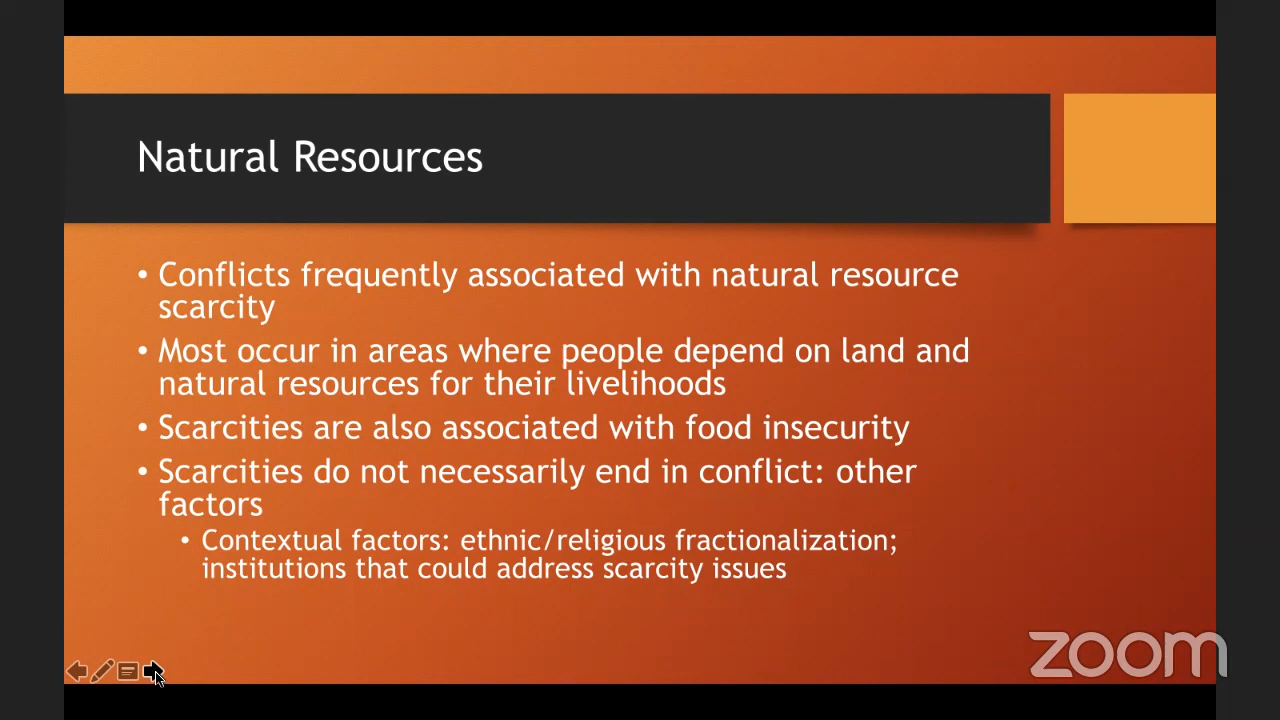 Natural Resources
• Conflicts frequently associated with natural resource
scarcity
• Most occur in areas where people depend on land and
natural resources for their livelihoods
• Scarcities are also associated with food insecurity
• Scarcities do not necessarily end in conflict: other
factors
• Contextual factors: ethnic/religious fractionalization;
institutions that could address scarcity issues
zoom